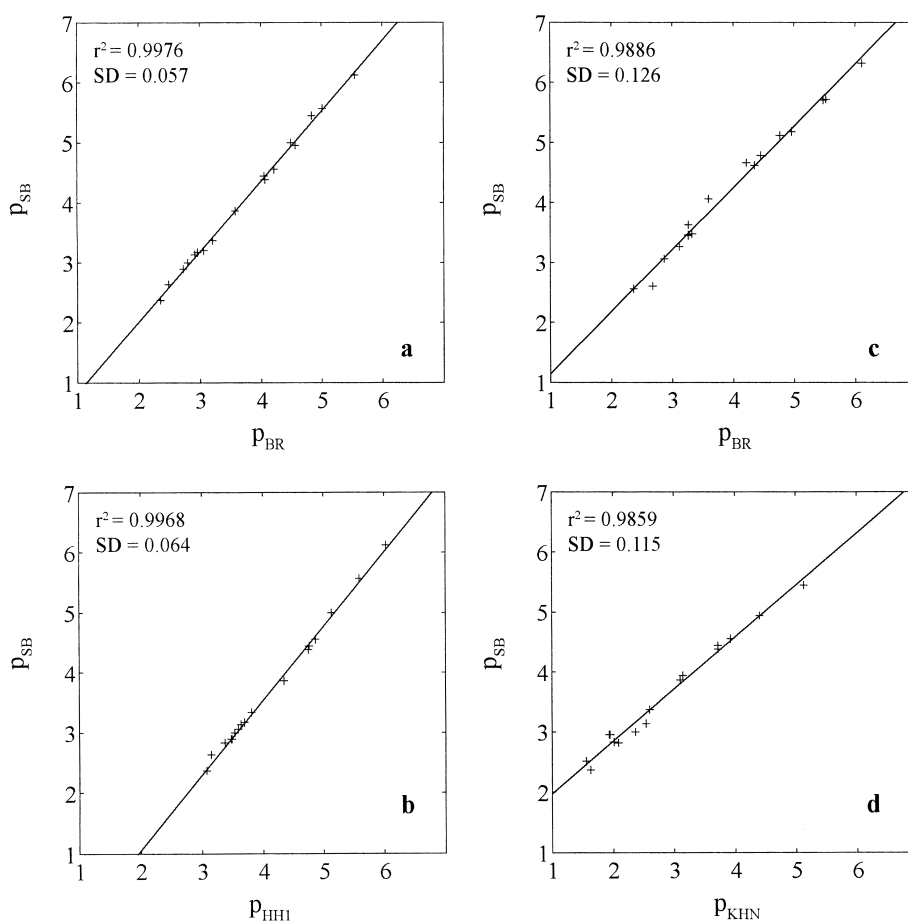 7
6
5
4
3
2
1
r² = 0.9976
SD = 0.057
a
p_SB
1 2 3 4 5 6
p_BR
7
6
5
4
3
2
1
r² = 0.9886
SD = 0.126
c
p_SB
1 2 3 4 5 6
p_BR
7
6
5
4
3
2
1
r² = 0.9968
SD = 0.064
b
p_SB
1 2 3 4 5 6
p_HH1
7
6
5
4
3
2
1
r² = 0.9859
SD = 0.115
d
p_SB
1 2 3 4 5 6
p_KHN